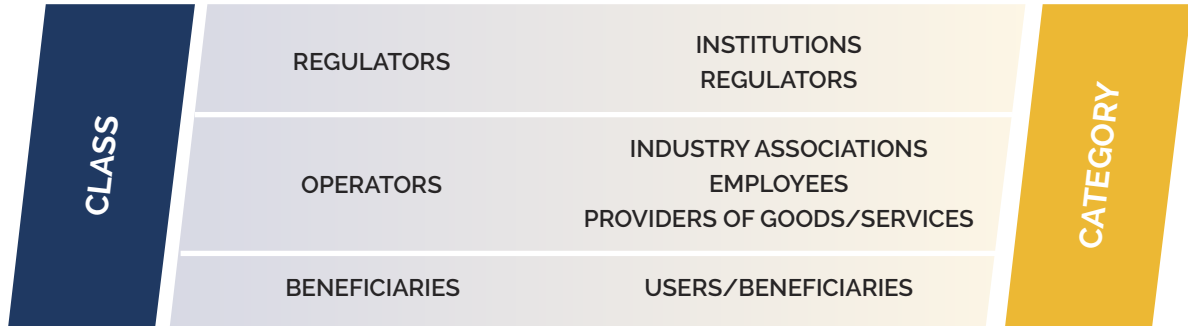 CLASS
REGULATORS
INSTITUTIONS
REGULATORS
OPERATORS
INDUSTRY ASSOCIATIONS
EMPLOYEES
PROVIDERS OF GOODS/SERVICES
BENEFICIARIES
USERS/BENEFICIARIES
CATEGORY